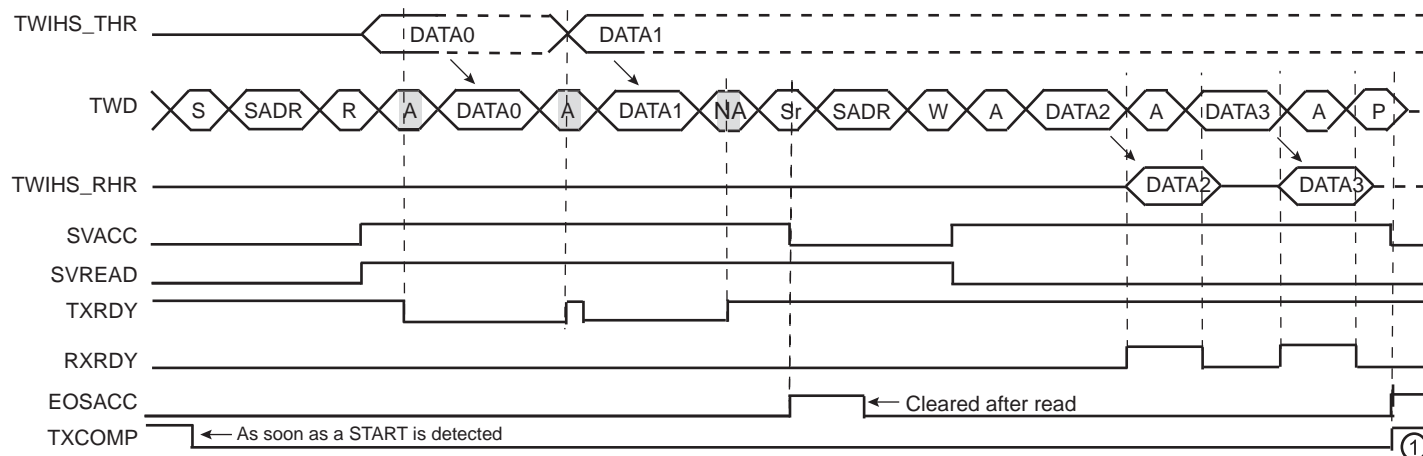 TWIHS_THR DATA0 DATA1
TWD S SADR R A DATA0 A DATA1 NA Sr SADR W A DATA2 A DATA3 A P
TWIHS_RHR DATA2 DATA3
SVACC
SVREAD
TXRDY
RXRDY
EOSACC Cleared after read
TXCOMP As soon as a START is detected 1